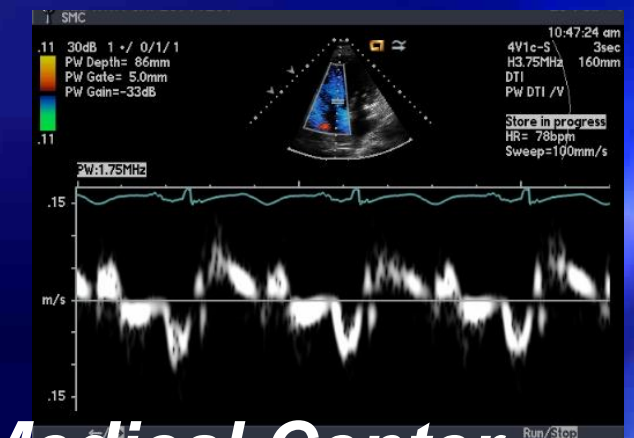 SMC
10:47:24 am
.11 30dB 1 +/ 0/1/1
PW Depth= 86mm
PW Gate= 5.0mm
PW Gain=-33dB
.11
4V1c-S 3sec
H3.75MHz 160mm
DTI
PW DTI /V
Store in progress
HR= 78bpm
Sweep=100mm/s
PW:1.75MHz
.15
m/s
.15
Run/Stop
Medical Center